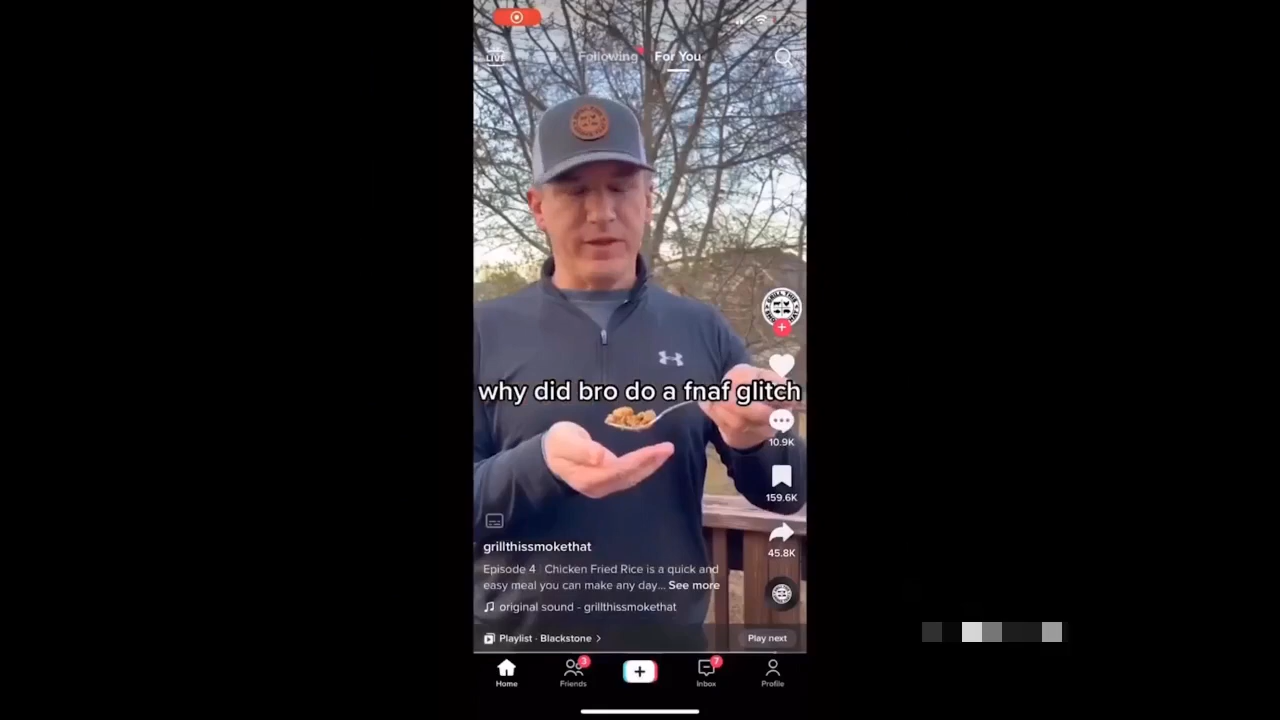 LIVE
Following
For You
why did bro do a fnaf glitch
10.9K
159.6K
45.8K
grillthissmokethat
Episode 4 Chicken Fried Rice is a quick and
easy meal you can make any day... See more
original sound - grillthissmokethat
Playlist · Blackstone >
Play next
3
7
Home
Friends
Inbox
Profile